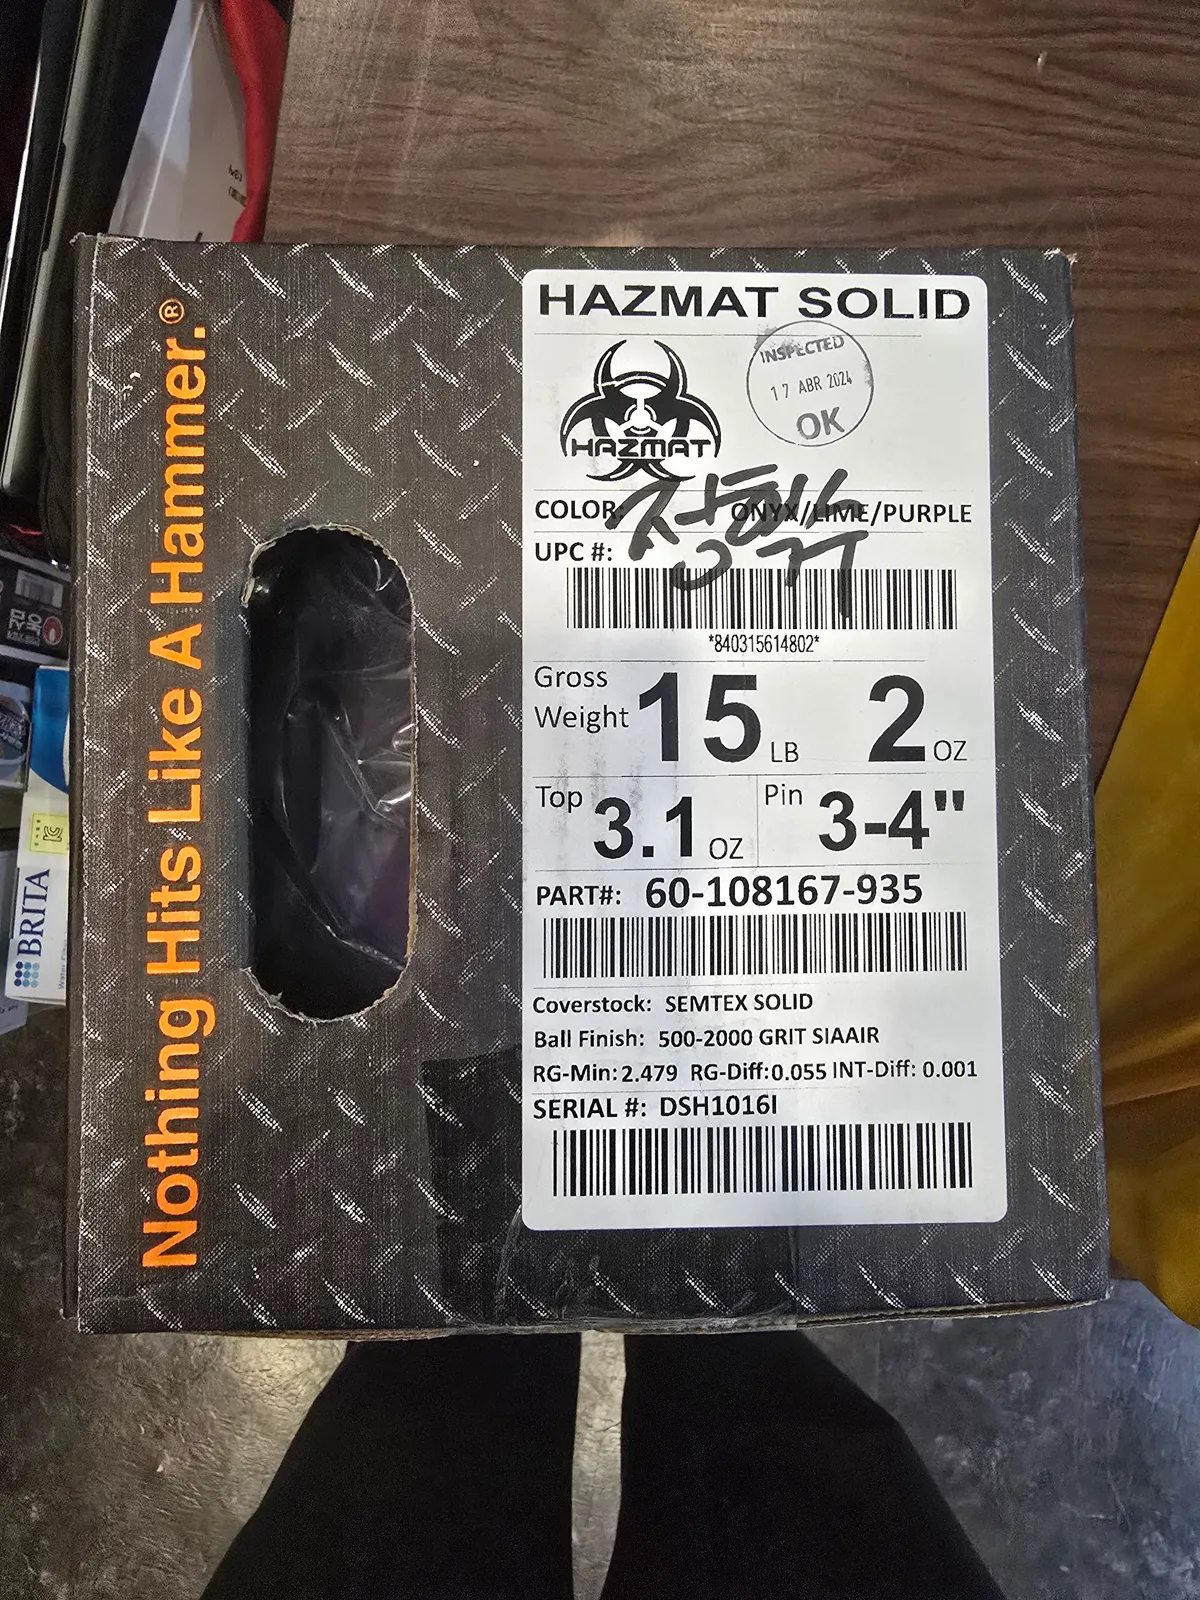 Nothing Hits Like A Hammer.®
HAZMAT SOLID
INSPECTED
17 ABR 2024
OK
HAZMAT
COLOR: ONYX/LIME/PURPLE
UPC #:
*840315614802*
Gross Weight 15 LB 2 OZ
Top 3.1 OZ Pin 3-4"
PART#: 60-108167-935
Coverstock: SEMTEX SOLID
Ball Finish: 500-2000 GRIT SIAAIR
RG-Min: 2.479 RG-Diff: 0.055 INT-Diff: 0.001
SERIAL #: DSH1016I
BRITA